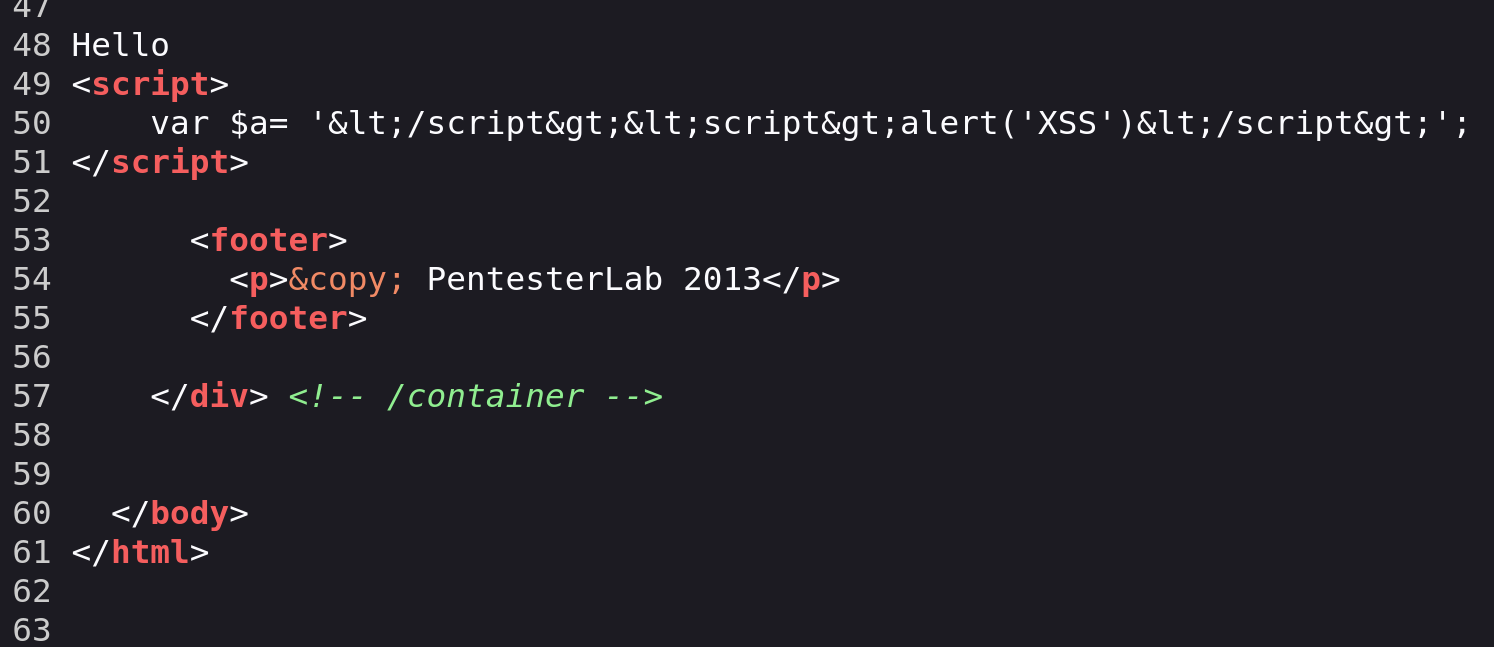 47
48 Hello
49 <script>
50     var $a= '&lt;/script&gt;&lt;script&gt;alert('XSS')&lt;/script&gt;';
51 </script>
52
53       <footer>
54         <p>&copy; PentesterLab 2013</p>
55       </footer>
56
57     </div> <!-- /container -->
58
59
60   </body>
61 </html>
62
63